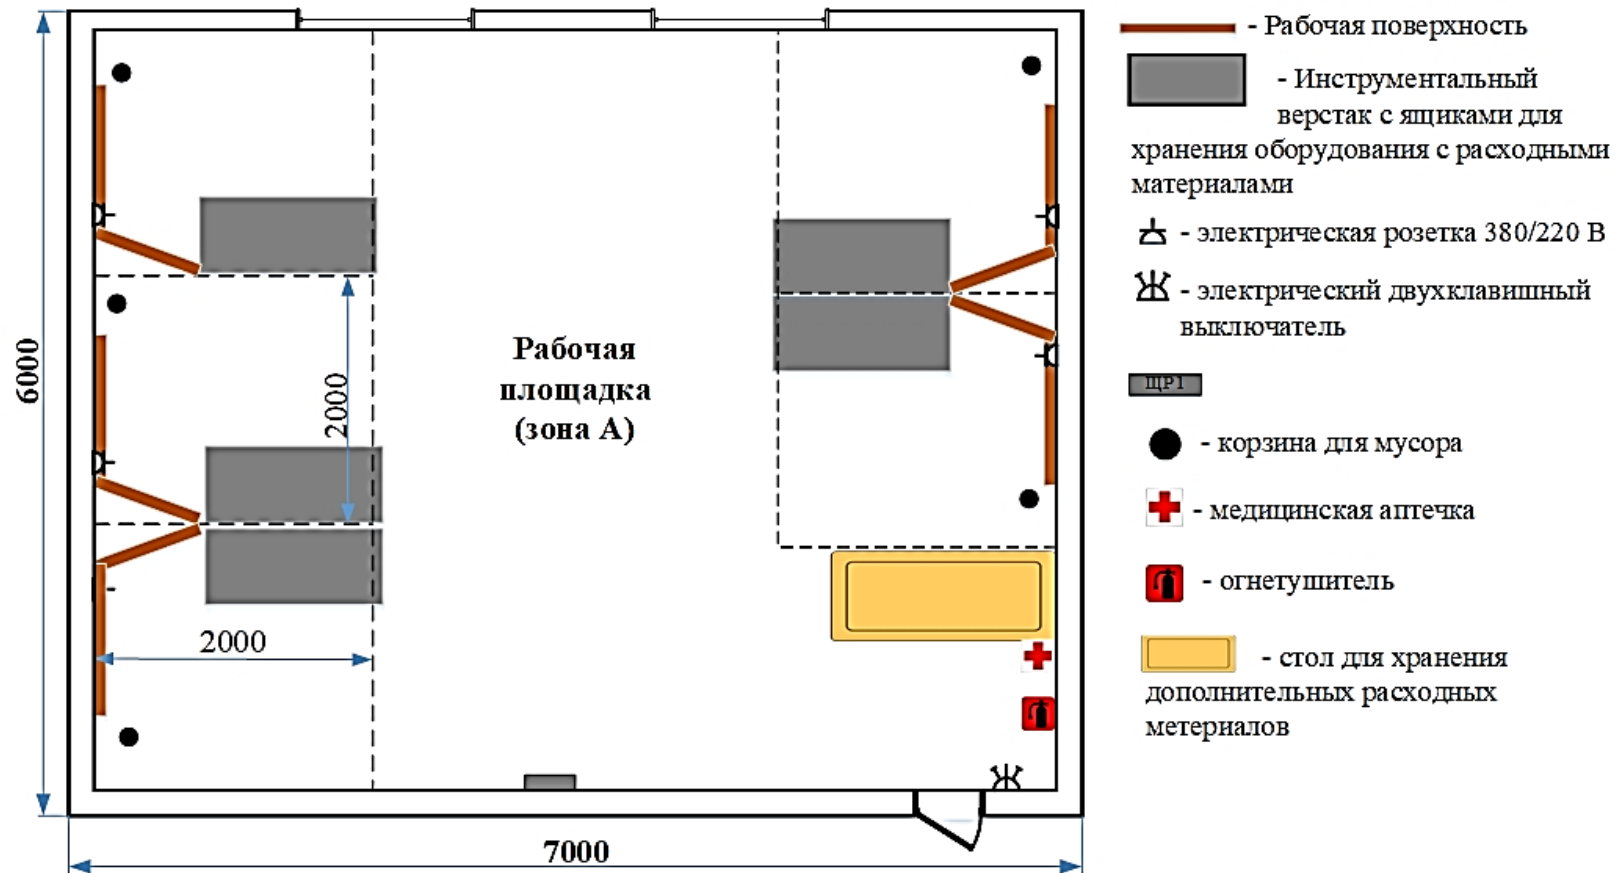 6000
7000
2000
2000
Рабочая
площадка
(зона А)
- Рабочая поверхность
- Инструментальный
верстак с ящиками для
хранения оборудования с расходными
материалами
- электрическая розетка 380/220 В
- электрический двухклавишный
выключатель
ЩР1
- корзина для мусора
- медицинская аптечка
- огнетушитель
- стол для хранения
дополнительных расходных
метериалов